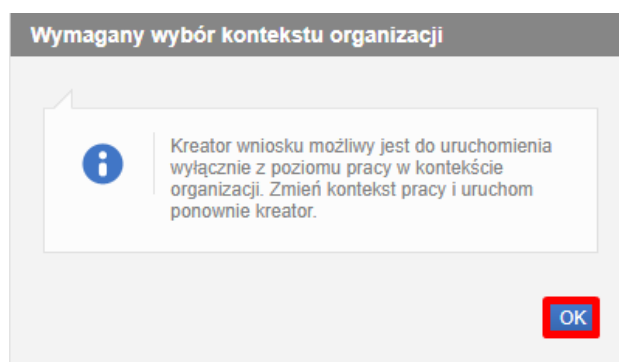 Wymagany wybór kontekstu organizacji
Kreator wniosku możliwy jest do uruchomienia
wyłącznie z poziomu pracy w kontekście
organizacji. Zmień kontekst pracy i uruchom
ponownie kreator.
OK